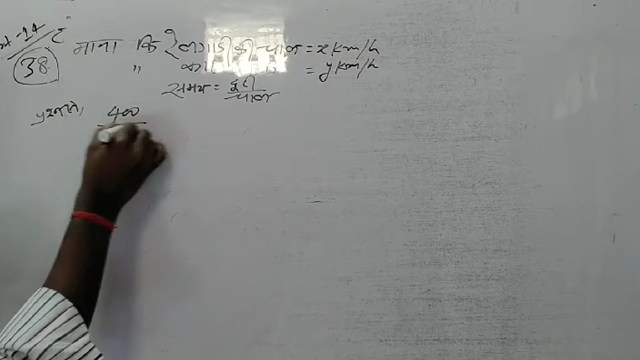 38
माना कि रेलगाड़ी की चाल = x km/h
" का " " = y km/h
समय = दूरी / चाल
प्रश्न से, 400